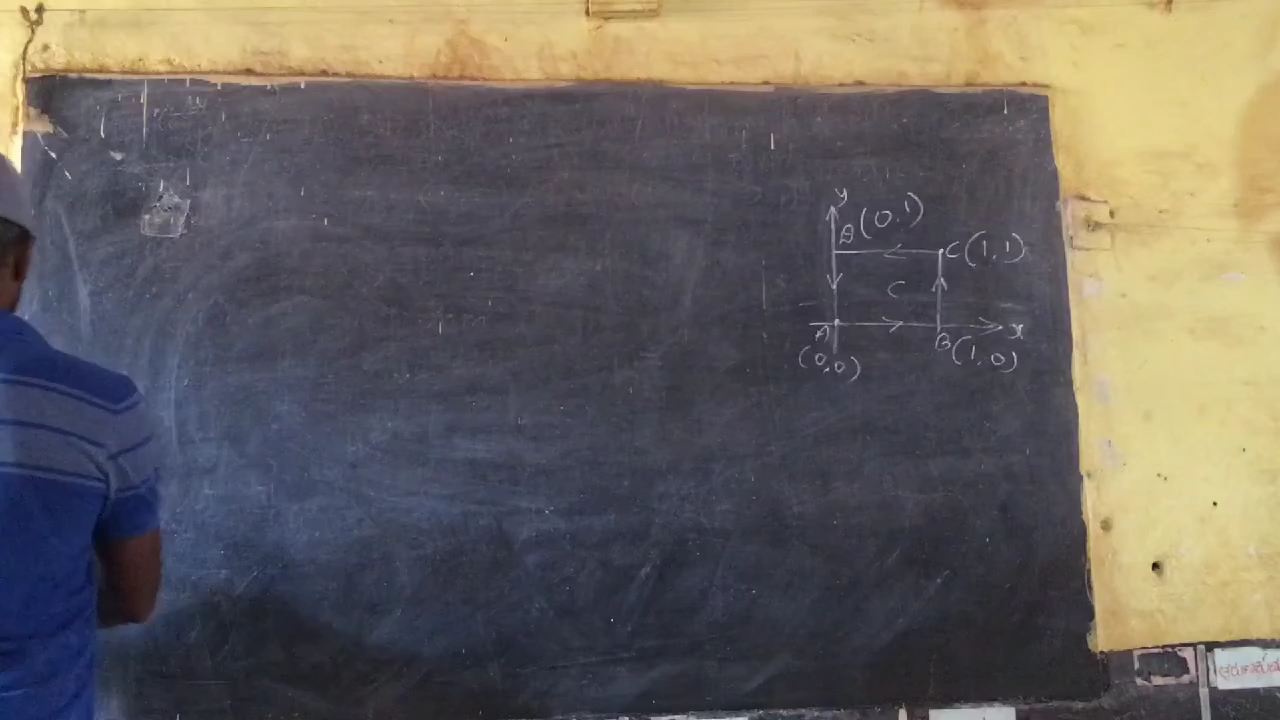 y
(0,1)
C(1,1)
C
A
x
B(1,0)
(0,0)